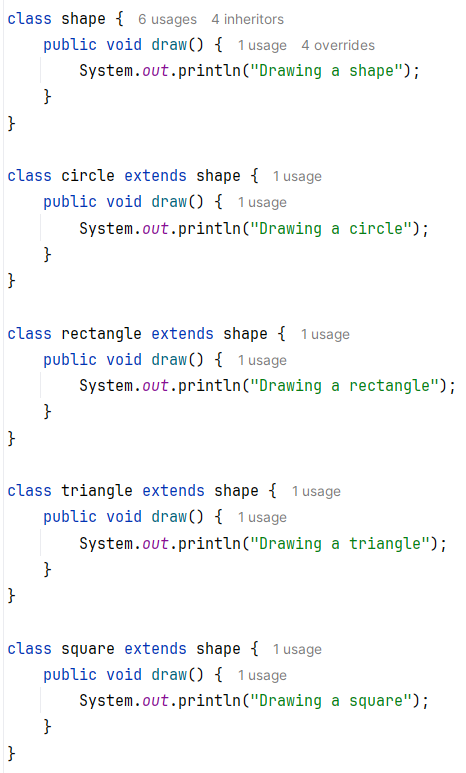 class shape {   6 usages   4 inheritors
    public void draw() {   1 usage   4 overrides
        System.out.println("Drawing a shape");
    }
}

class circle extends shape {   1 usage
    public void draw() {   1 usage
        System.out.println("Drawing a circle");
    }
}

class rectangle extends shape {   1 usage
    public void draw() {   1 usage
        System.out.println("Drawing a rectangle");
    }
}

class triangle extends shape {   1 usage
    public void draw() {   1 usage
        System.out.println("Drawing a triangle");
    }
}

class square extends shape {   1 usage
    public void draw() {   1 usage
        System.out.println("Drawing a square");
    }
}